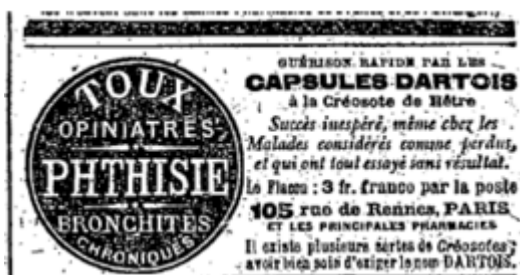 TOUX
OPINIATRES
PHTHISIE
BRONCHITES
CHRONIQUES
GUÉRISON RAPIDE PAR LES
CAPSULES DARTOIS
à la Créosote de Hêtre
Succès inespéré, même chez les
Malades considérés comme perdus,
et qui ont tout essayé sans résultat.
Le Flacon : 3 fr. franco par la poste
105 rue de Rennes, PARIS
ET LES PRINCIPALES PHARMACIES
Il existe plusieurs sortes de Créosotes;
avoir bien soin d'exiger le nom DARTOIS.